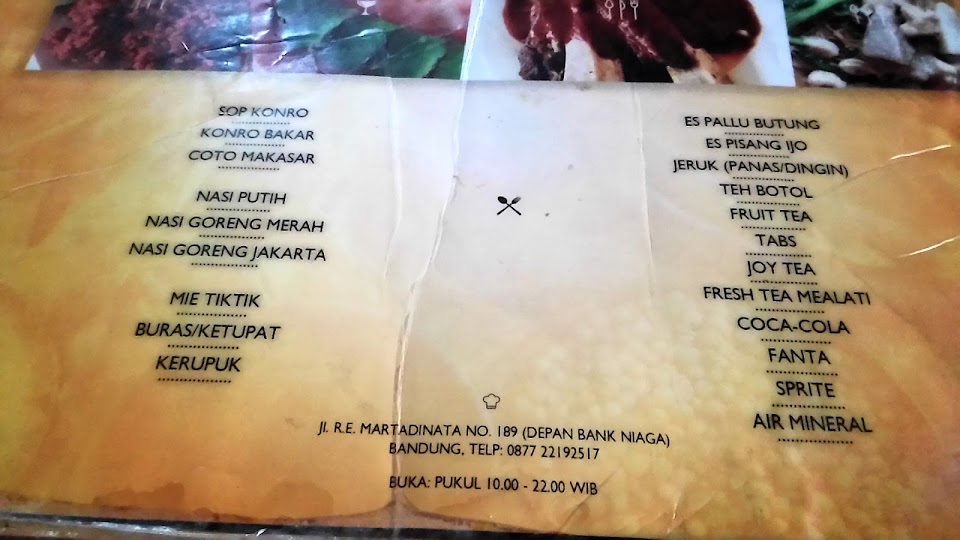 SOP KONRO
KONRO BAKAR
COTO MAKASAR
NASI PUTIH
NASI GORENG MERAH
NASI GORENG JAKARTA
MIE TIKTIK
BURAS/KETUPAT
KERUPUK
ES PALLU BUTUNG
ES PISANG IJO
JERUK (PANAS/DINGIN)
TEH BOTOL
FRUIT TEA
TABS
JOY TEA
FRESH TEA MEALATI
COCA-COLA
FANTA
SPRITE
AIR MINERAL
Jl. R.E. MARTADINATA NO. 189 (DEPAN BANK NIAGA)
BANDUNG, TELP: 0877 22192517
BUKA: PUKUL 10.00 - 22.00 WIB